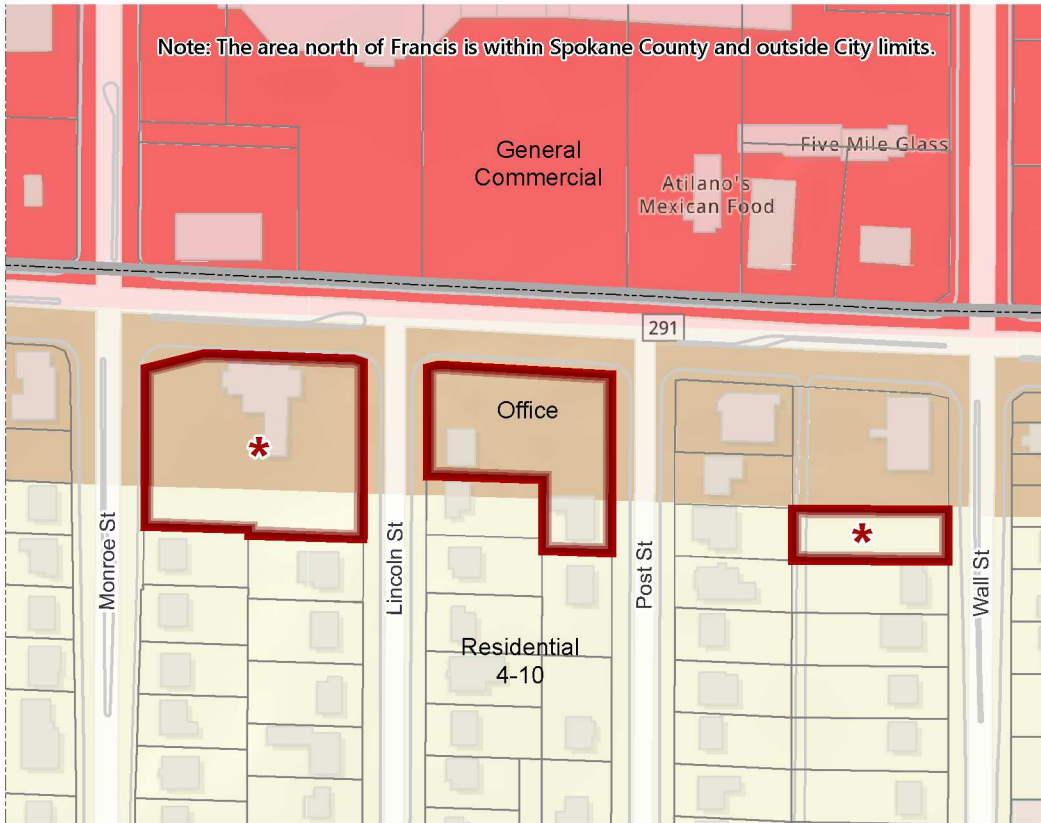 Note: The area north of Francis is within Spokane County and outside City limits.
General
Commercial
Five Mile Glass
Atilano's
Mexican Food
291
Office
*
*
Monroe St
Lincoln St
Post St
Wall St
Residential
4-10